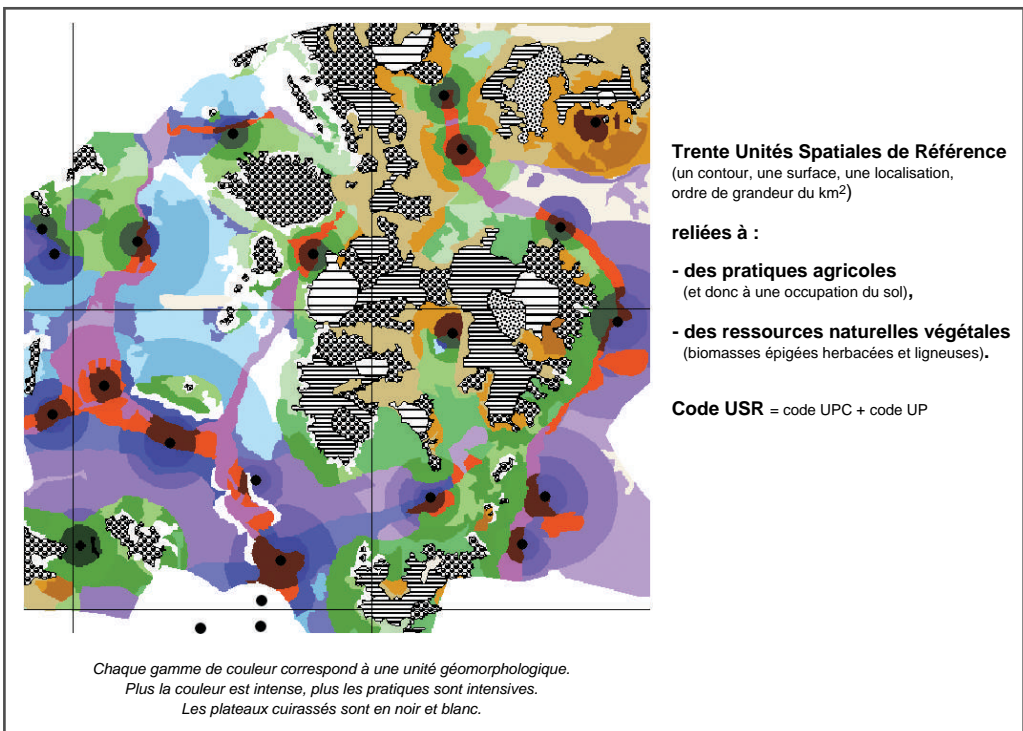 Trente Unités Spatiales de Référence
(un contour, une surface, une localisation,
ordre de grandeur du km²)
reliées à :
- des pratiques agricoles
(et donc à une occupation du sol),
- des ressources naturelles végétales
(biomasses épigées herbacées et ligneuses).
Code USR = code UPC + code UP
Chaque gamme de couleur correspond à une unité géomorphologique.
Plus la couleur est intense, plus les pratiques sont intensives.
Les plateaux cuirassés sont en noir et blanc.